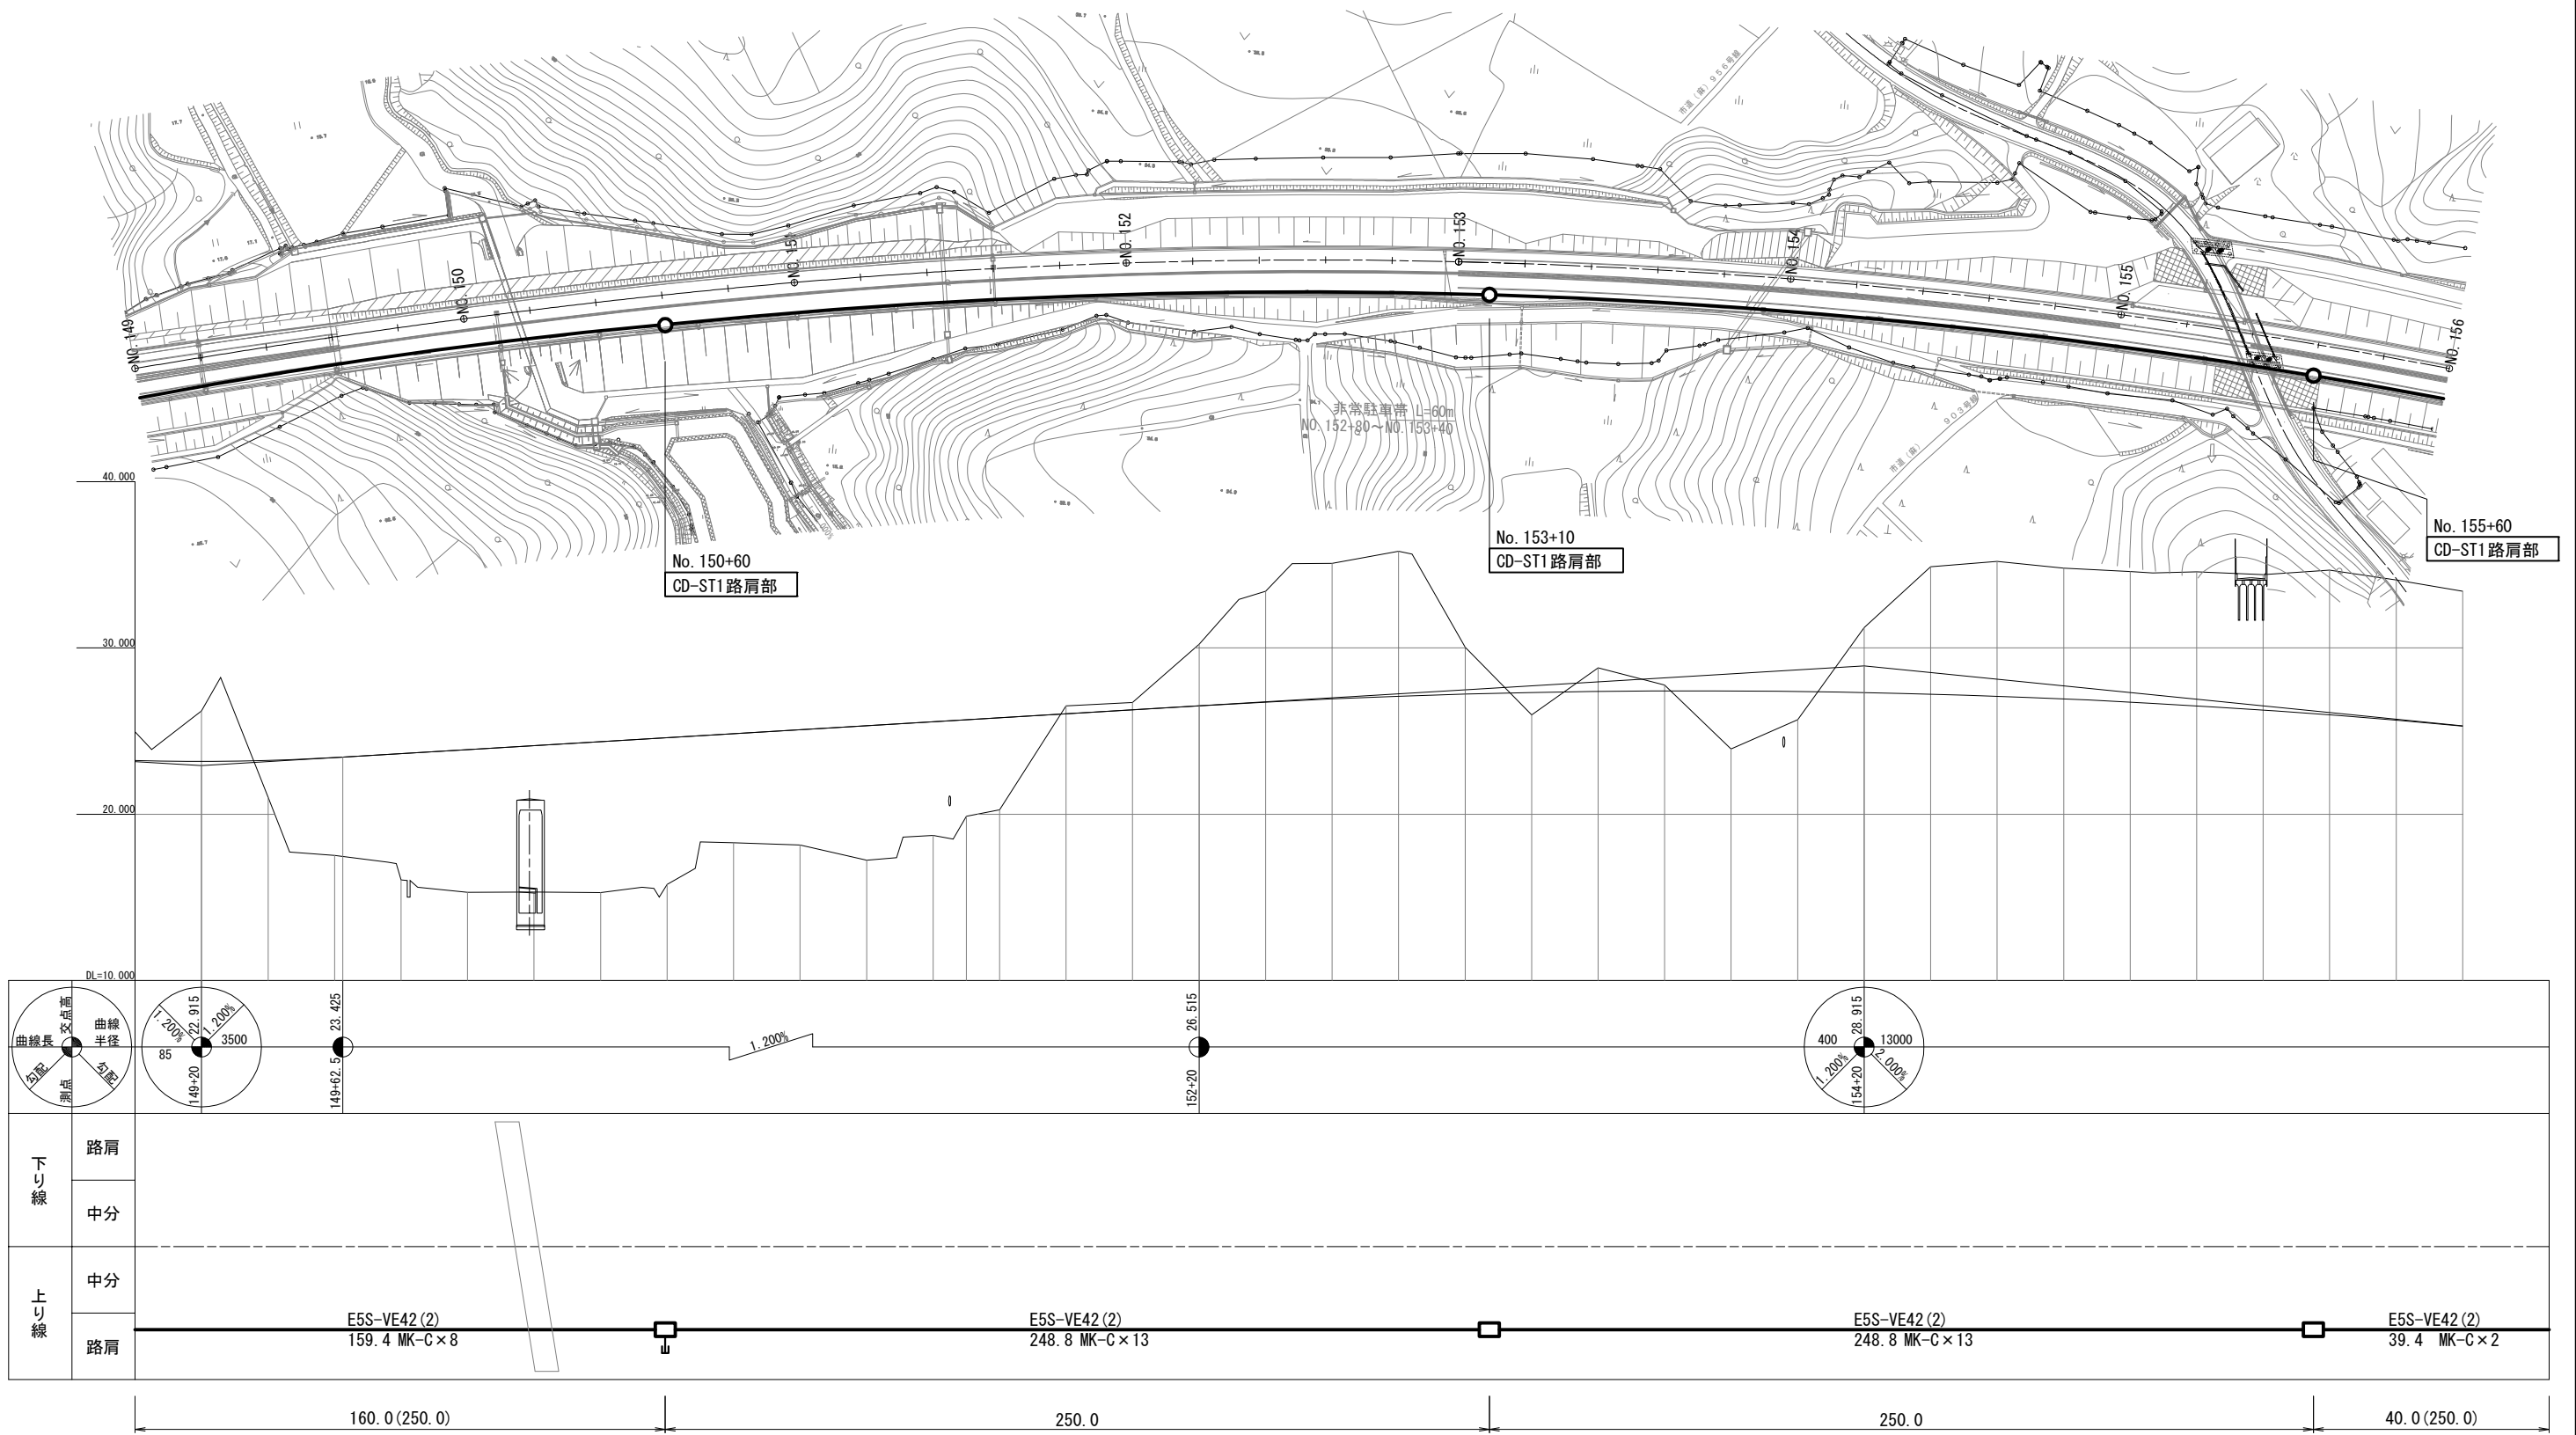 市道（蘇）956号線
NO.149
NO.150
NO.152
NO.153
NO.155
NO.156
非常駐車帯 L=60m
NO.152+80～NO.153+40
No.150+60
CD-ST1路肩部
No.153+10
CD-ST1路肩部
No.155+60
CD-ST1路肩部
40.000
30.000
20.000
DL=10.000
交点高
曲線長
曲線
半径
勾配
勾配
測点
1.200%
22.915
1.200%
85
3500
149+20
23.425
149+62.5
1.200%
26.515
152+20
28.915
400
13000
1.200%
2.000%
154+20
下り線
路肩
中分
上り線
中分
路肩
E5S-VE42(2)
159.4 MK-C×8
E5S-VE42(2)
248.8 MK-C×13
E5S-VE42(2)
248.8 MK-C×13
E5S-VE42(2)
39.4 MK-C×2
160.0(250.0)
250.0
250.0
40.0(250.0)